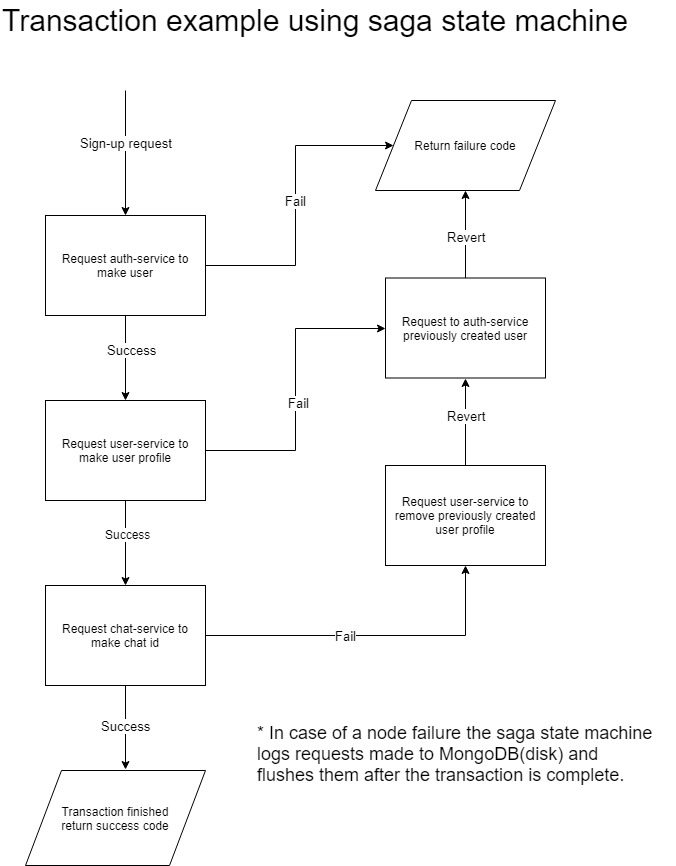 Transaction example using saga state machine
Sign-up request
Return failure code
Fail
Revert
Request auth-service to
make user
Request to auth-service
previously created user
Success
Fail
Revert
Request user-service to
make user profile
Request user-service to
remove previously created
user profile
Success
Request chat-service to
make chat id
Fail
Success
* In case of a node failure the saga state machine
logs requests made to MongoDB(disk) and
flushes them after the transaction is complete.
Transaction finished
return success code